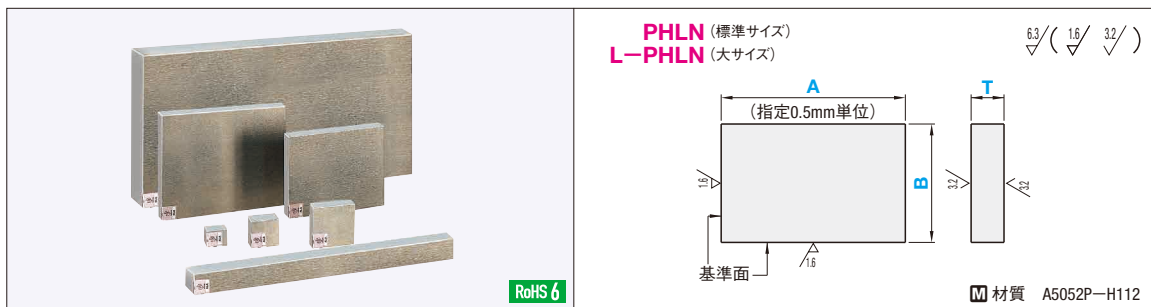 PHLN (標準サイズ)
L-PHLN (大サイズ)
6.3 ( 1.6 3.2 )
A
(指定0.5mm単位)
T
1.6
B
3.2
3.2
基準面
1.6
RoHS 6
M 材質 A5052P-H112